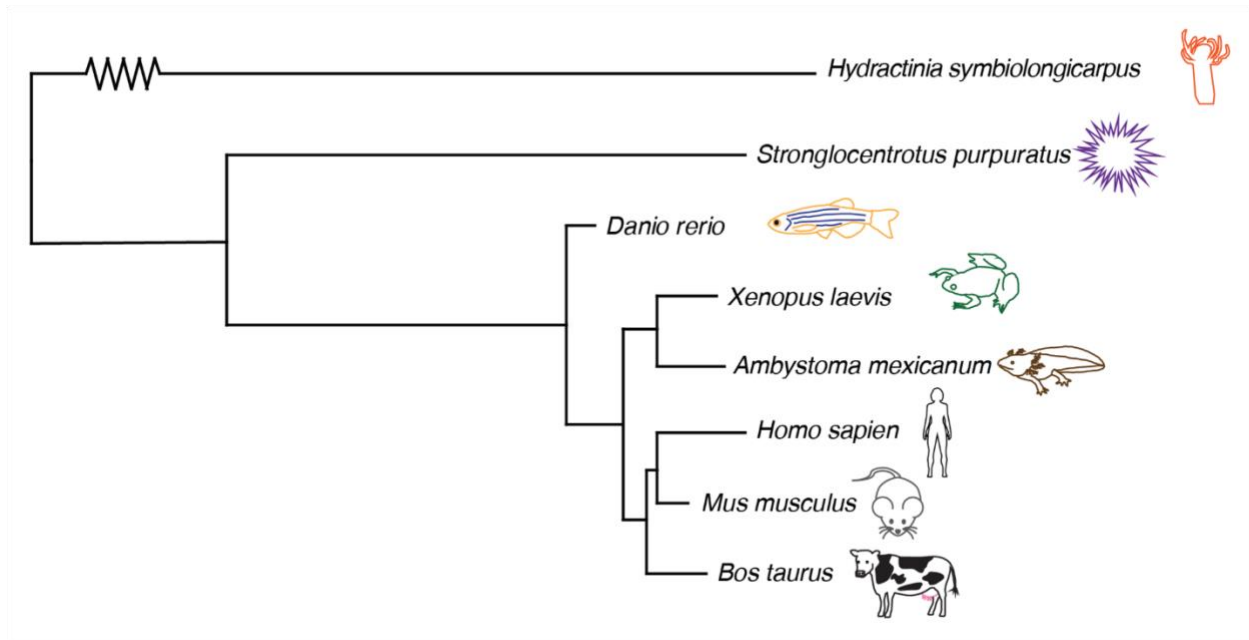 Hydractinia symbiolongicarpus
Stronglocentrotus purpuratus
Danio rerio
Xenopus laevis
Ambystoma mexicanum
Homo sapien
Mus musculus
Bos taurus